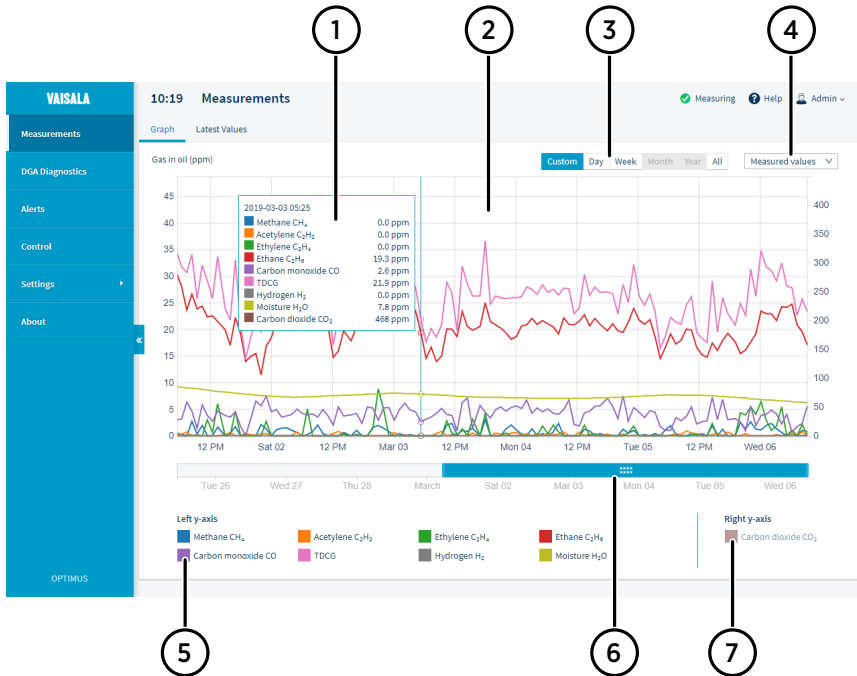 1 2 3 4
VAISALA
10:19 Measurements Measuring ? Help Admin
Measurements
Graph Latest Values
Gas in oil (ppm) Custom Day Week Month Year All Measured values
DGA Diagnostics
Alerts
Control
Settings
About
«
OPTIMUS
45
40
35
30
25
20
15
10
5
0
400
350
300
250
200
150
100
50
0
2019-03-03 05:25
Methane CH₄ 0.0 ppm
Acetylene C₂H₂ 0.0 ppm
Ethylene C₂H₄ 0.0 ppm
Ethane C₂H₆ 19.3 ppm
Carbon monoxide CO 2.6 ppm
TDCG 21.9 ppm
Hydrogen H₂ 0.0 ppm
Moisture H₂O 7.8 ppm
Carbon dioxide CO₂ 468 ppm
12 PM Sat 02 12 PM Mar 03 12 PM Mon 04 12 PM Tue 05 12 PM Wed 06
Tue 26 Wed 27 Thu 28 March Sat 02 Mar 03 Mon 04 Tue 05 Wed 06
Left y-axis Right y-axis
Methane CH₄ Acetylene C₂H₂ Ethylene C₂H₄ Ethane C₂H₆ Carbon dioxide CO₂
Carbon monoxide CO TDCG Hydrogen H₂ Moisture H₂O
5 6 7